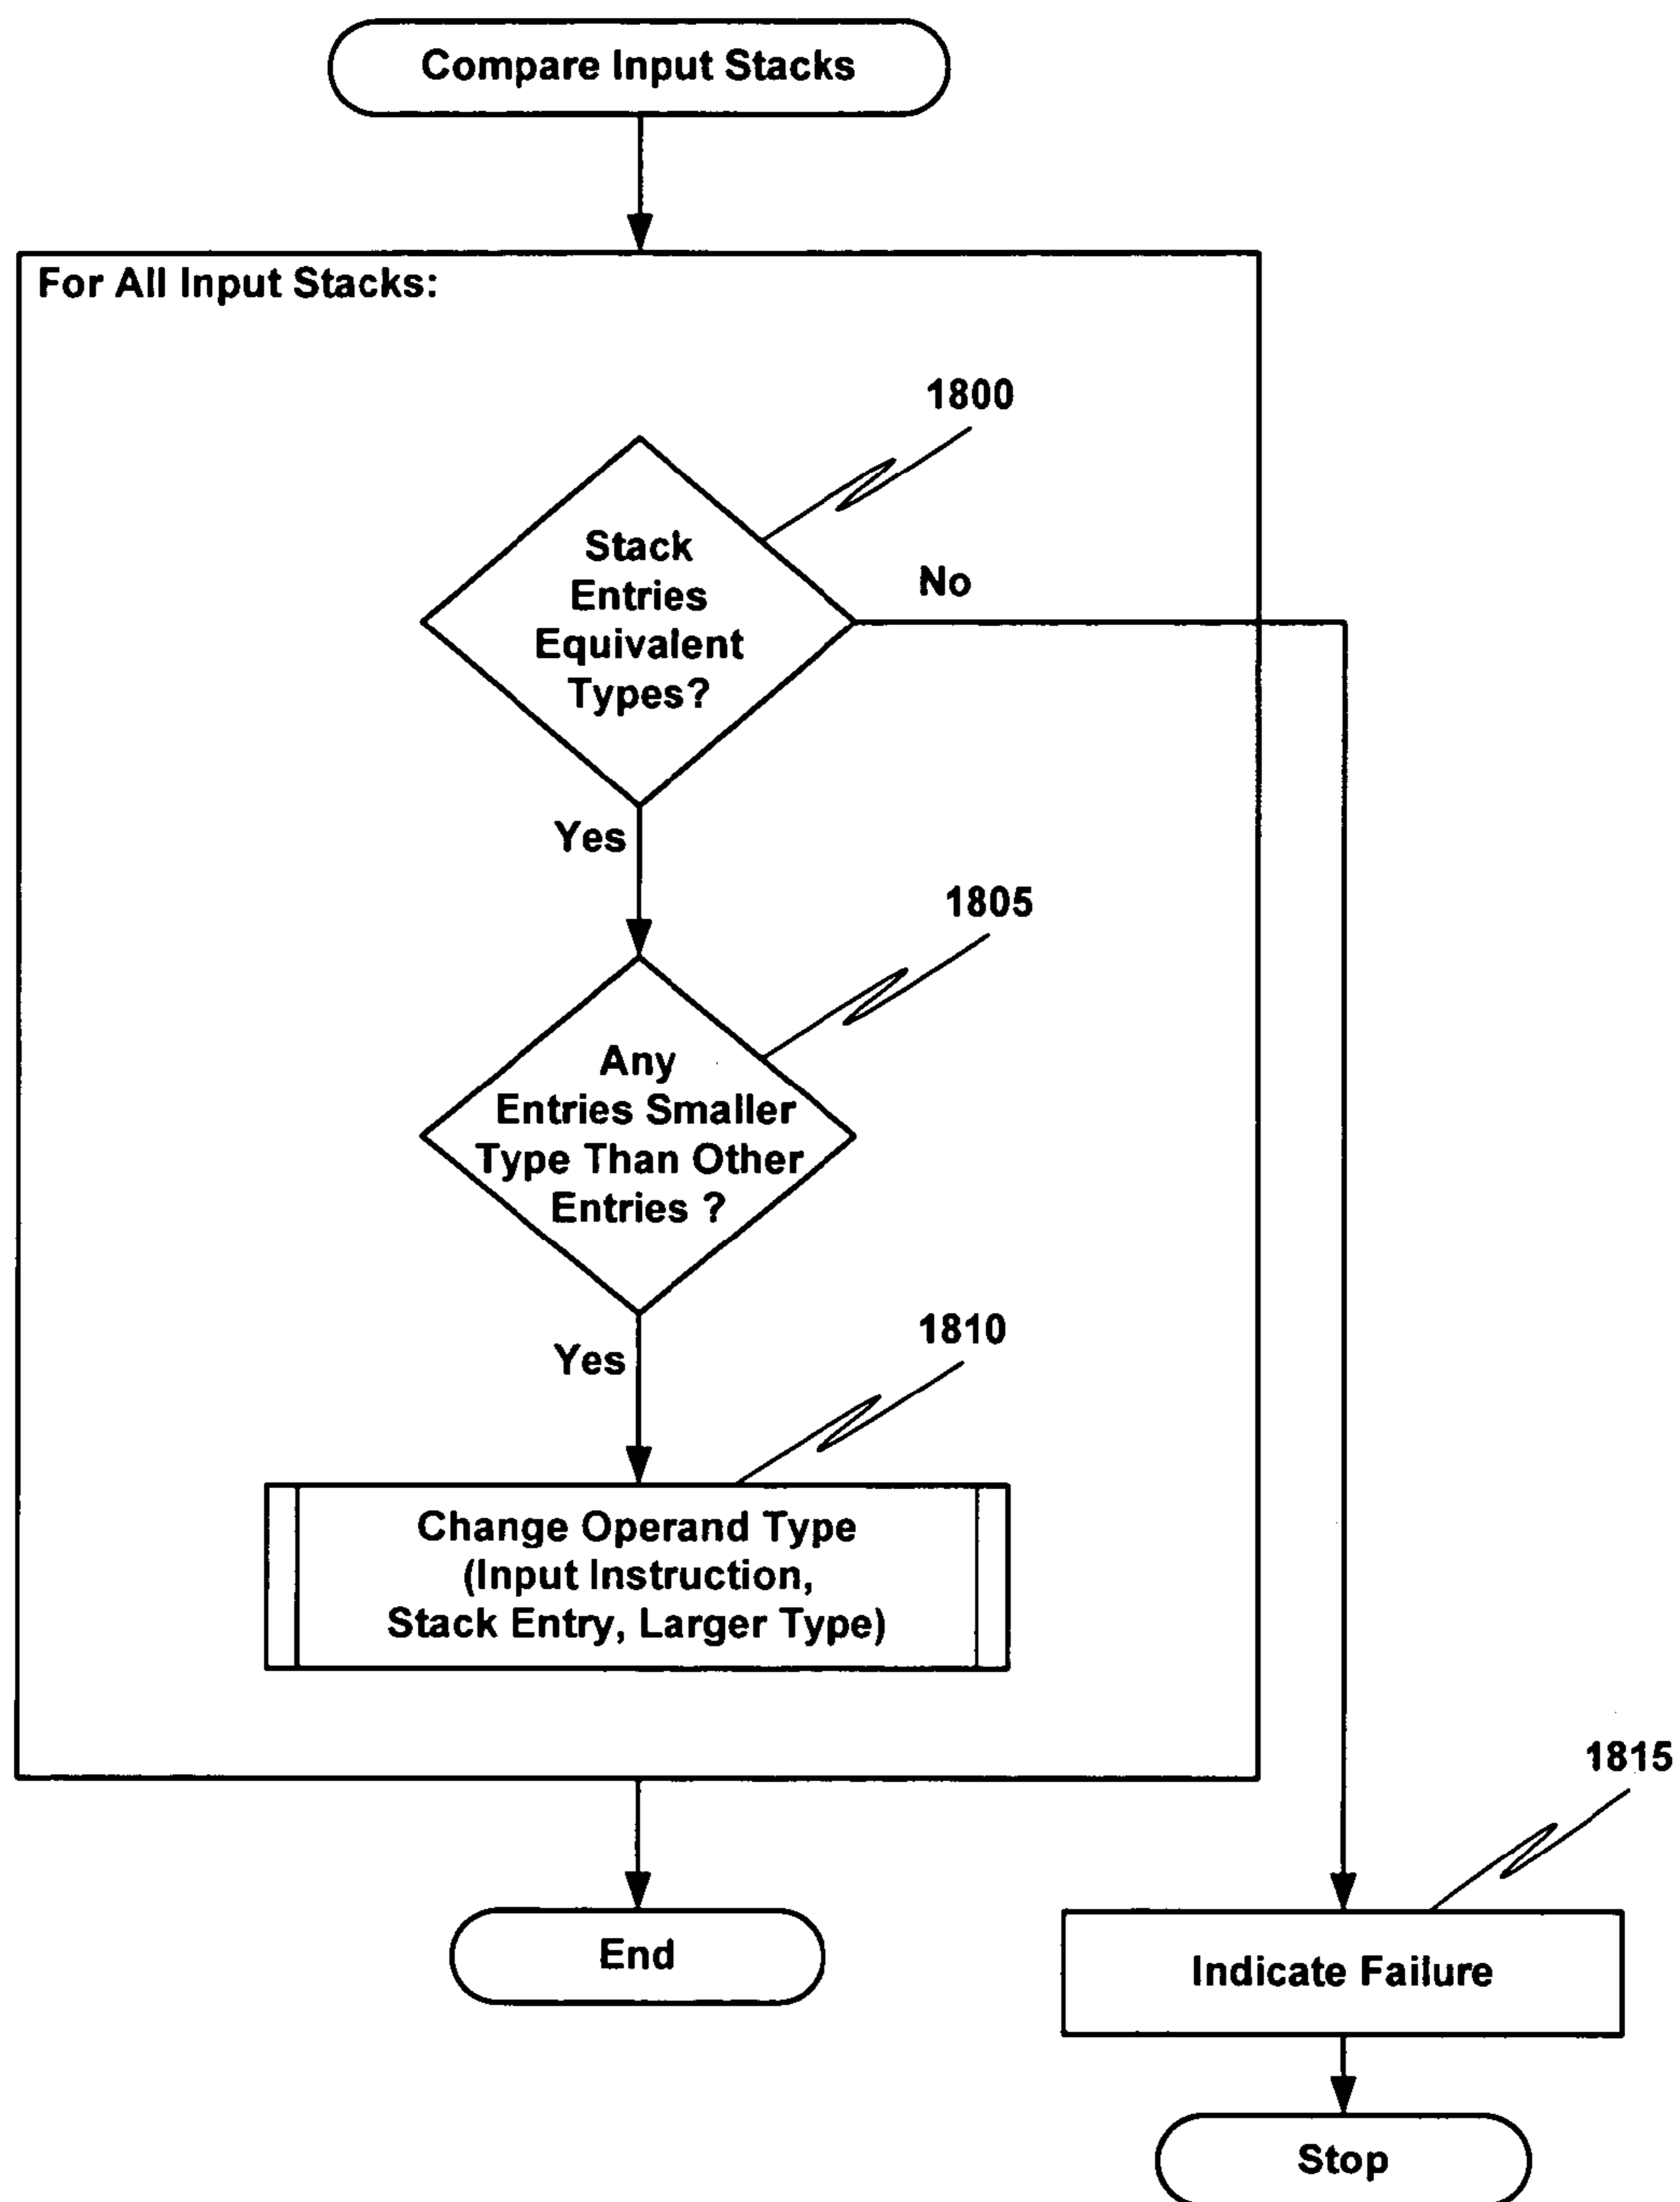 Compare Input Stacks
For All Input Stacks:
1800
Stack
Entries
Equivalent
Types?
No
Yes
1805
Any
Entries Smaller
Type Than Other
Entries ?
Yes
1810
Change Operand Type
(Input Instruction,
Stack Entry, Larger Type)
1815
End
Indicate Failure
Stop